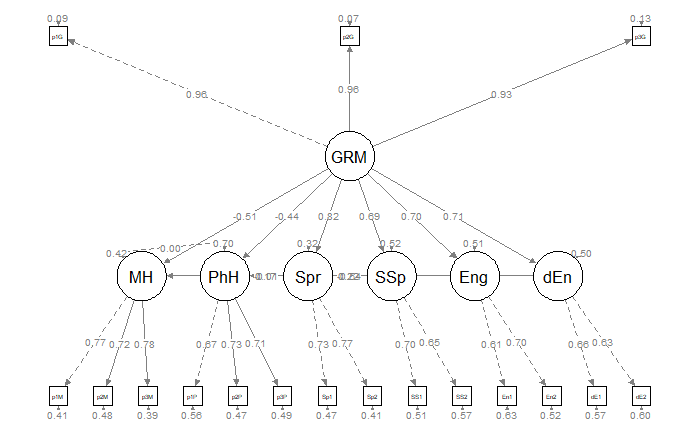 0.09 0.07 0.13
p1G p2G p3G
0.96 0.96 0.93
GRM
-0.51 -0.44 0.82 0.69 0.70 0.71
0.42 0.00 0.70 0.32 0.52 0.51 0.50
MH PhH Spr SSp Eng dEn
0.77 0.72 0.78 0.67 0.73 0.71 0.73 0.77 0.70 0.65 0.61 0.70 0.66 0.63
p1M p2M p3M p1P p2P p3P Sp1 Sp2 SS1 SS2 En1 En2 dE1 dE2
0.41 0.48 0.39 0.56 0.47 0.49 0.47 0.41 0.51 0.57 0.63 0.52 0.57 0.60